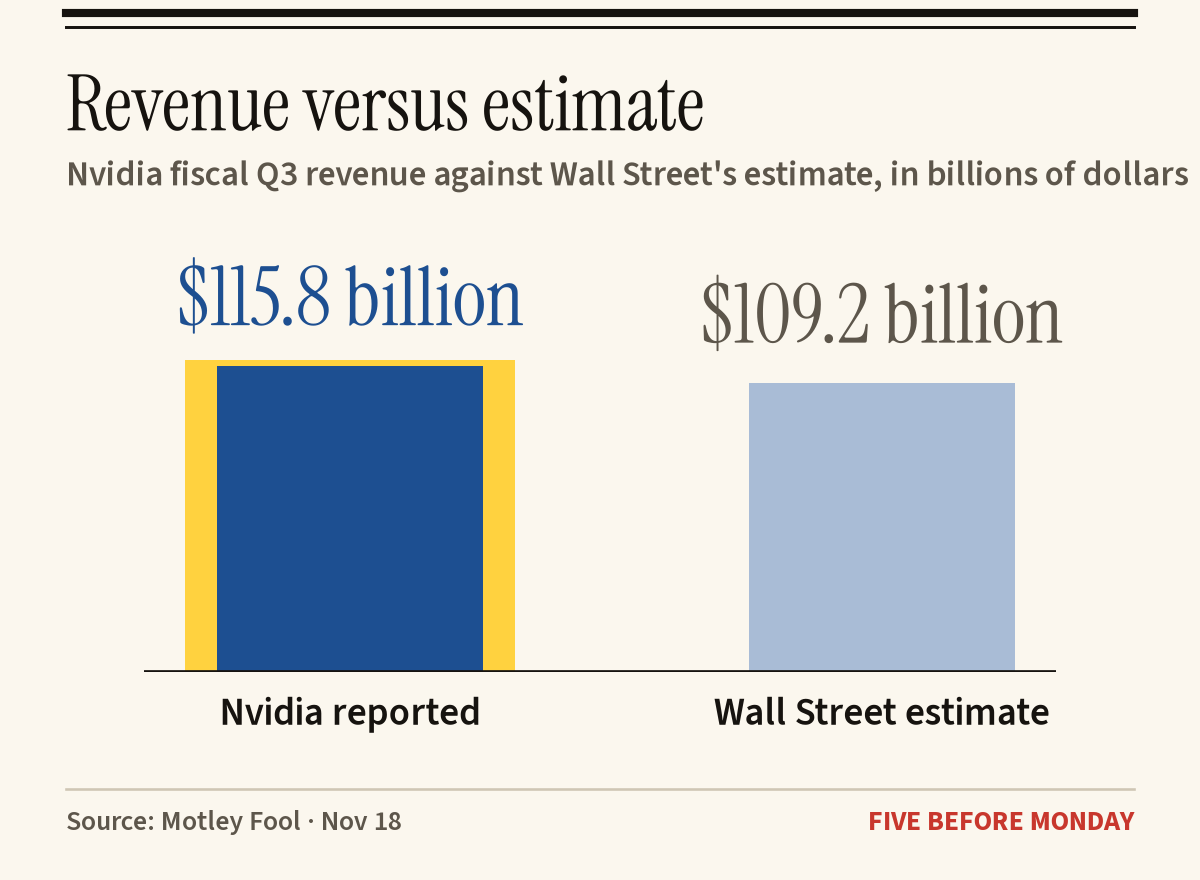 Revenue versus estimate
Nvidia fiscal Q3 revenue against Wall Street's estimate, in billions of dollars
$115.8 billion
$109.2 billion
Nvidia reported
Wall Street estimate
Source: Motley Fool · Nov 18
FIVE BEFORE MONDAY